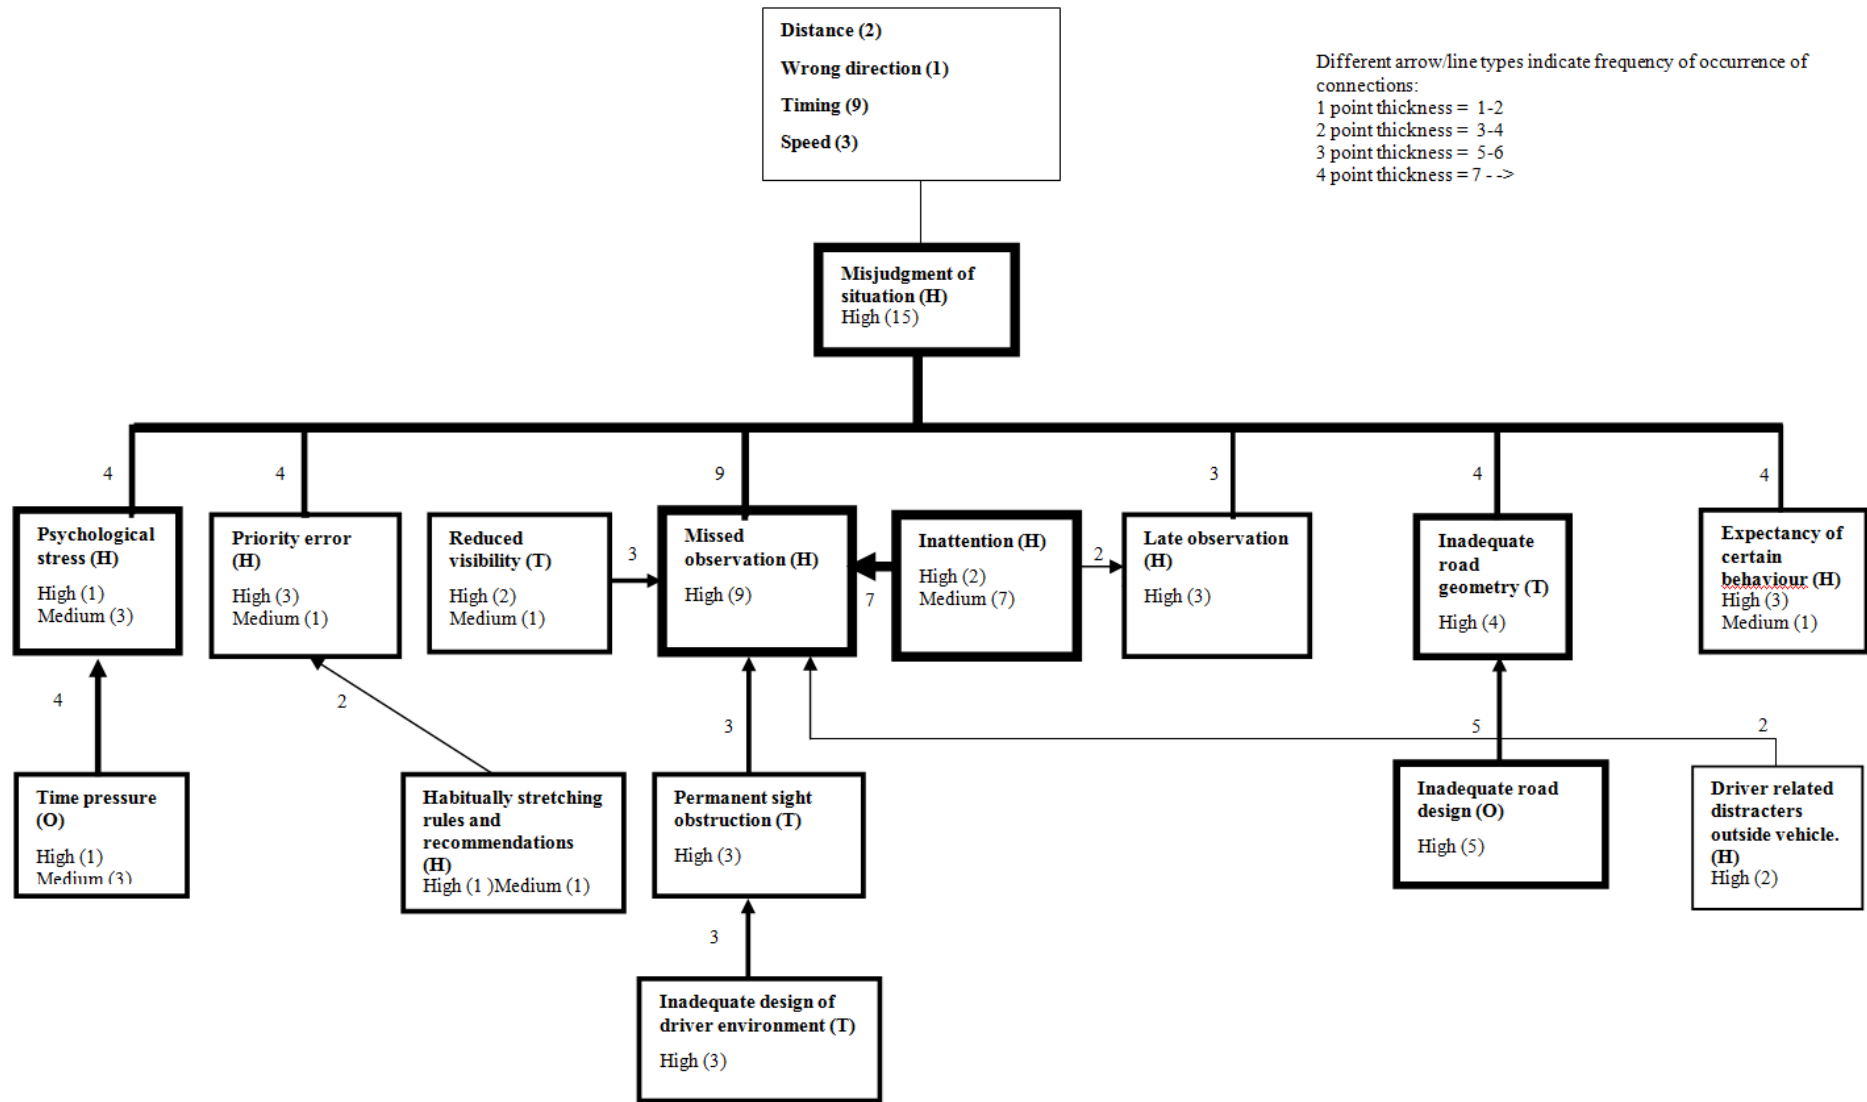 Distance (2)
Wrong direction (1)
Timing (9)
Speed (3)
Different arrow/line types indicate frequency of occurrence of
connections:
1 point thickness = 1-2
2 point thickness = 3-4
3 point thickness = 5-6
4 point thickness = 7 - ->
Misjudgment of
situation (H)
High (15)
4
4
9
3
4
4
Psychological
stress (H)
High (1)
Medium (3)
Priority error
(H)
High (3)
Medium (1)
Reduced
visibility (T)
High (2)
Medium (1)
3
Missed
observation (H)
High (9)
7
Inattention (H)
High (2)
Medium (7)
2
Late observation
(H)
High (3)
Inadequate
road
geometry (T)
High (4)
Expectancy of
certain
behaviour (H)
High (3)
Medium (1)
4
2
3
5
2
Time pressure
(O)
High (1)
Medium (3)
Habitually stretching
rules and
recommendations
(H)
High (1 )Medium (1)
Permanent sight
obstruction (T)
High (3)
Inadequate road
design (O)
High (5)
Driver related
distracters
outside vehicle.
(H)
High (2)
3
Inadequate design of
driver environment (T)
High (3)